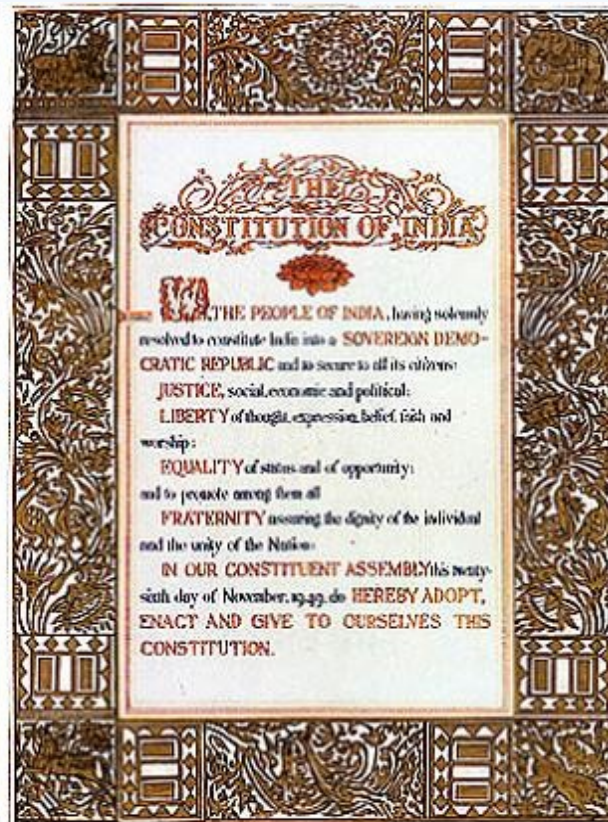 THE
CONSTITUTION OF INDIA
WE, THE PEOPLE OF INDIA, having solemnly
resolved to constitute India into a SOVEREIGN DEMO-
CRATIC REPUBLIC and to secure to all its citizens:
JUSTICE, social, economic and political;
LIBERTY of thought, expression, belief, faith and
worship;
EQUALITY of status and of opportunity;
and to promote among them all
FRATERNITY assuring the dignity of the individual
and the unity of the Nation;
IN OUR CONSTITUENT ASSEMBLY this twenty-
sixth day of November, 1949, do HEREBY ADOPT,
ENACT AND GIVE TO OURSELVES THIS
CONSTITUTION.